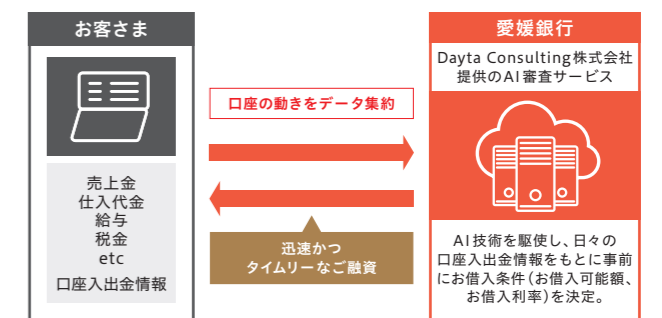 お客さま
売上金
仕入代金
給与
税金
etc
口座入出金情報
口座の動きをデータ集約
迅速かつ
タイムリーなご融資
愛媛銀行
Dayta Consulting株式会社
提供のAI審査サービス
AI技術を駆使し、日々の
口座入出金情報をもとに事前
にお借入条件(お借入可能額、
お借入利率)を決定。